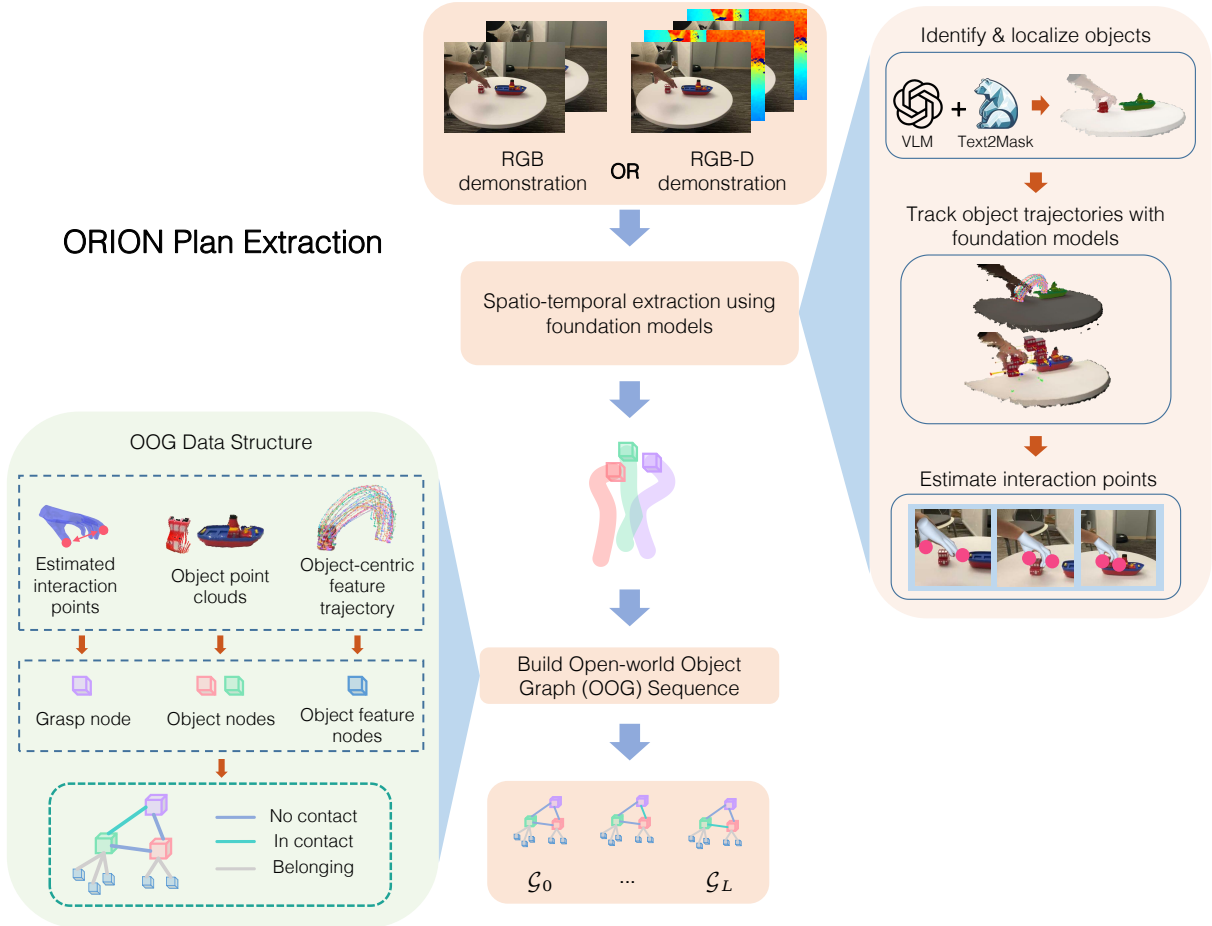 ORION Plan Extraction
RGB
demonstration
OR
RGB-D
demonstration
Spatio-temporal extraction using
foundation models
Identify & localize objects
VLM
+
Text2Mask
Track object trajectories with
foundation models
Estimate interaction points
OOG Data Structure
Estimated
interaction
points
Object point
clouds
Object-centric
feature
trajectory
Grasp node
Object nodes
Object feature
nodes
No contact
In contact
Belonging
Build Open-world Object
Graph (OOG) Sequence
𝒢0 ... 𝒢L